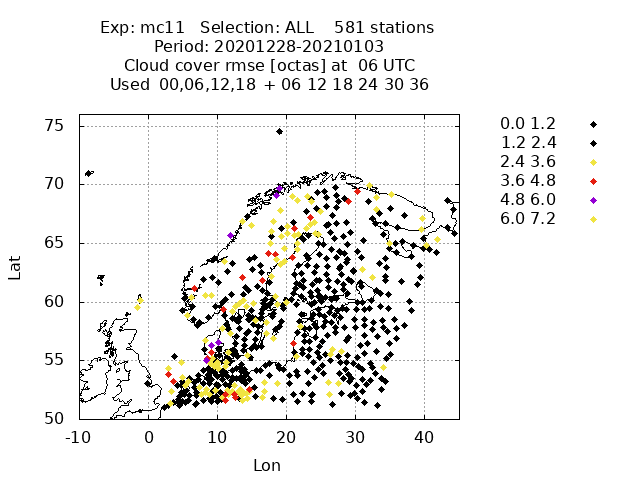 Exp: mc11 Selection: ALL 581 stations
Period: 20201228-20210103
Cloud cover rmse [octas] at 06 UTC
Used 00,06,12,18 + 06 12 18 24 30 36
0.0 1.2
1.2 2.4
2.4 3.6
3.6 4.8
4.8 6.0
6.0 7.2
75
70
65
60
55
50
Lat
-10 0 10 20 30 40
Lon